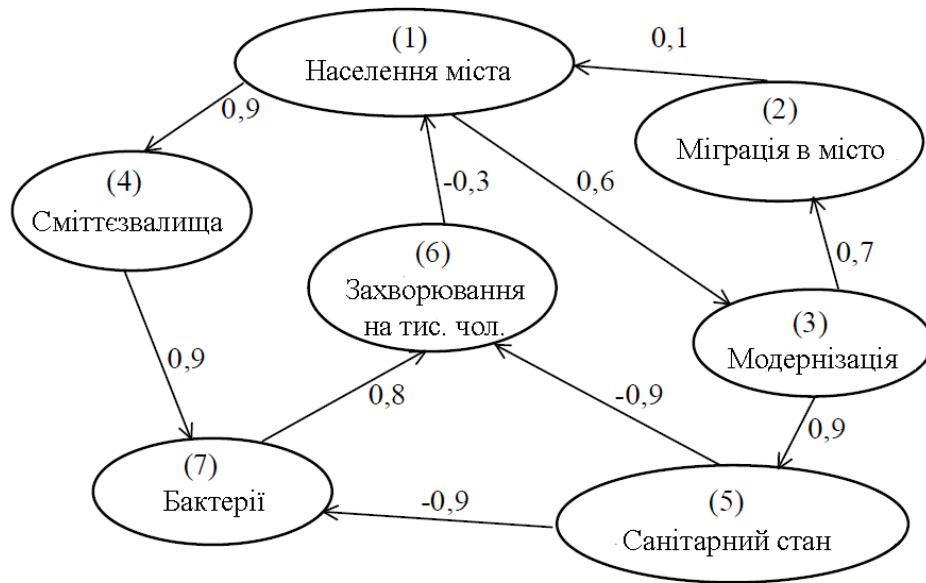 (1)
Населення міста
0,1
(2)
Міграція в місто
0,9
(4)
Сміттєзвалища
-0,3
0,6
(6)
Захворювання
на тис. чол.
0,7
(3)
Модернізація
0,9
0,8
-0,9
0,9
(7)
Бактерії
-0,9
(5)
Санітарний стан